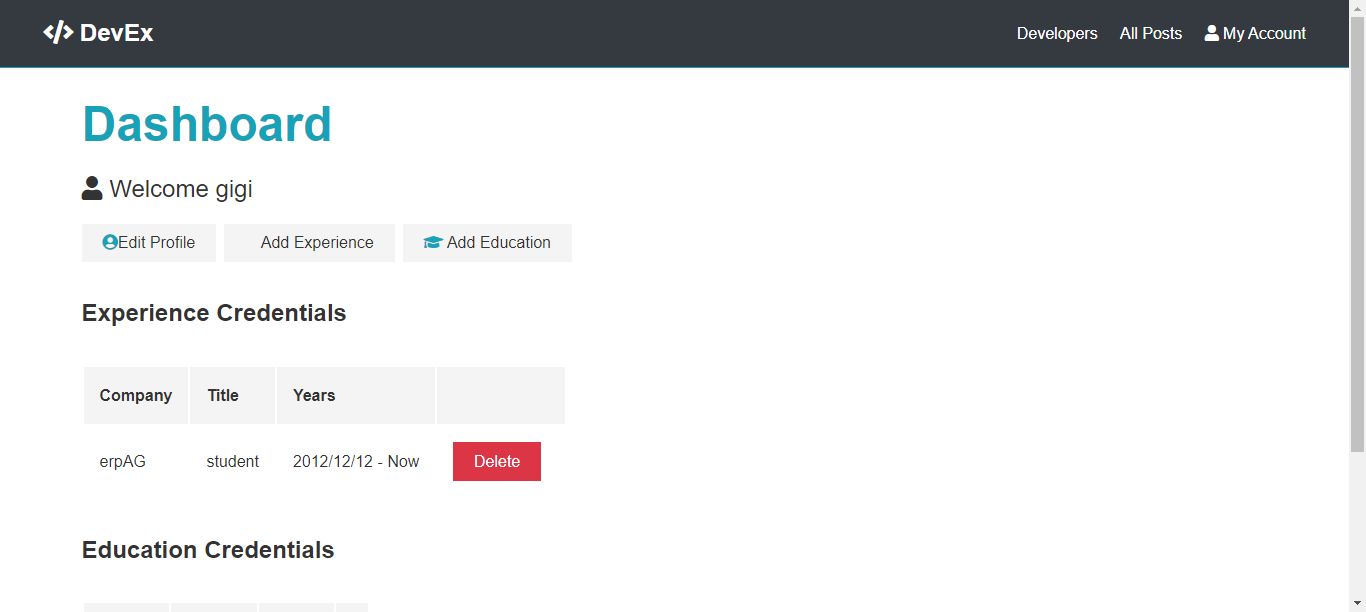 DevEx
Developers All Posts My Account
Dashboard
Welcome gigi
Edit Profile Add Experience Add Education
Experience Credentials
Company Title Years
erpAG student 2012/12/12 - Now Delete
Education Credentials